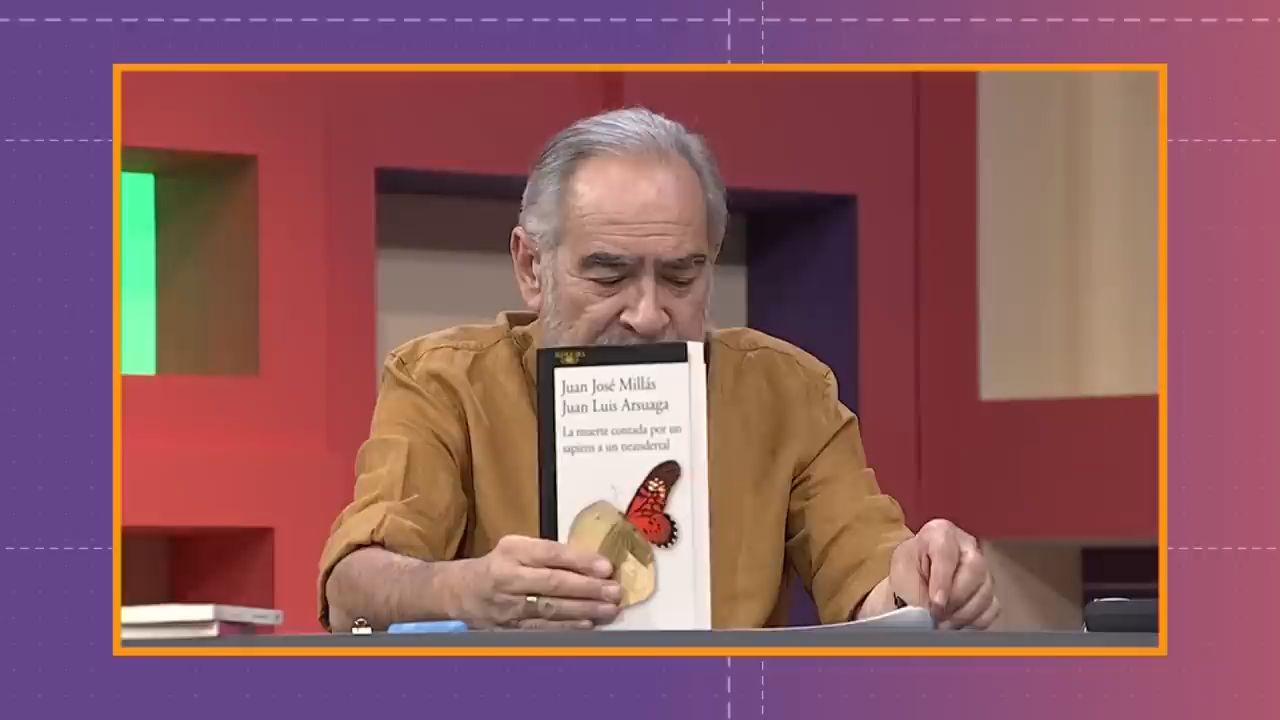 Juan José Millás
Juan Luis Arsuaga
La muerte contada por un
sapiens a un neandertal